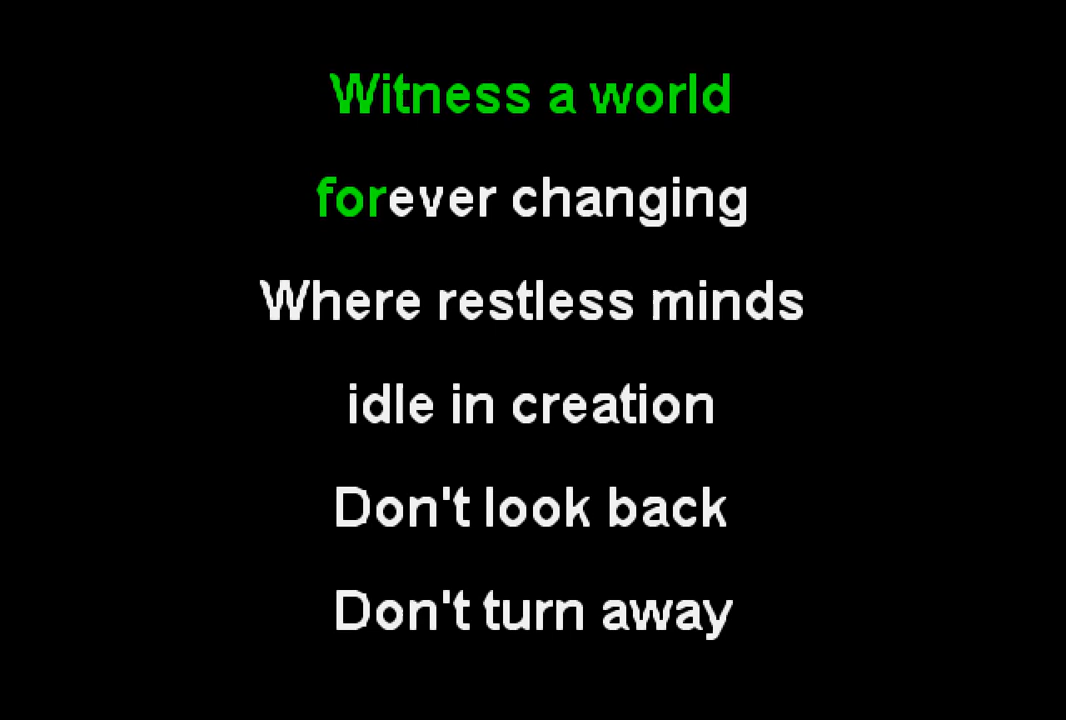 Witness a world
forever changing
Where restless minds
idle in creation
Don't look back
Don't turn away